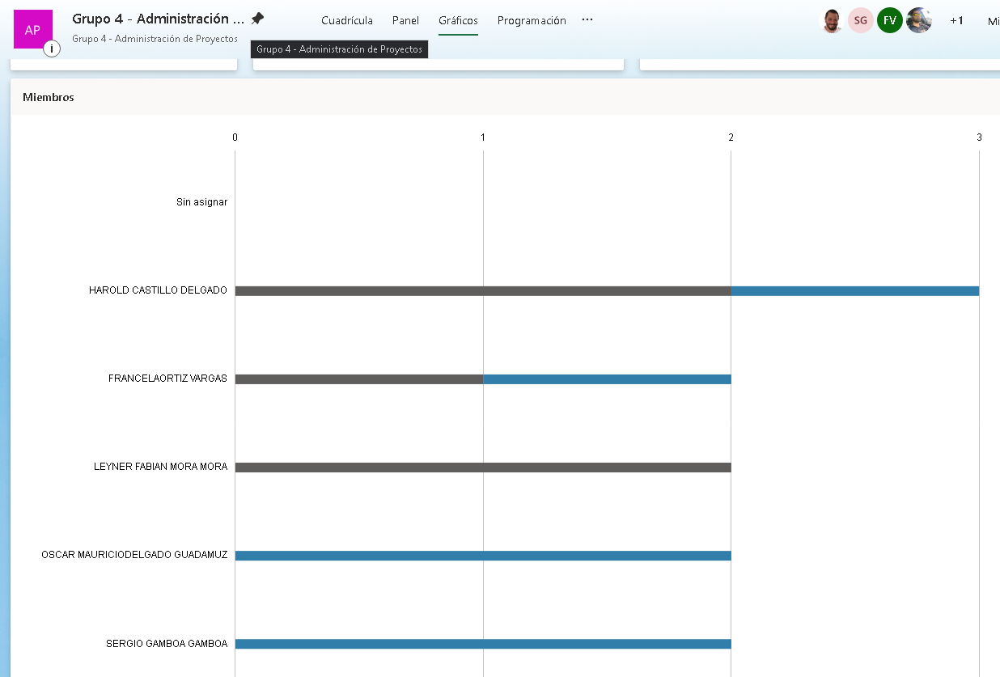 AP
i
Grupo 4 - Administración ...
Grupo 4 - Administración de Proyectos
Cuadrícula Panel Gráficos Programación ...
SG FV +1 Mi
Grupo 4 - Administración de Proyectos
Miembros
0 1 2 3
Sin asignar
HAROLD CASTILLO DELGADO
FRANCELAORTIZ VARGAS
LEYNER FABIAN MORA MORA
OSCAR MAURICIODELGADO GUADAMUZ
SERGIO GAMBOA GAMBOA